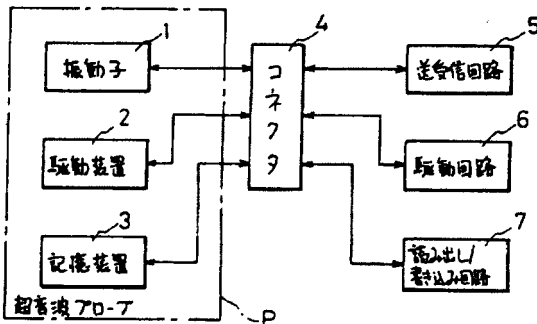 1
振動子
2
駆動装置
3
記憶装置
超音波プローブ
P
4
コネクタ
5
送受信回路
6
駆動回路
7
読み出し/
書き込み回路